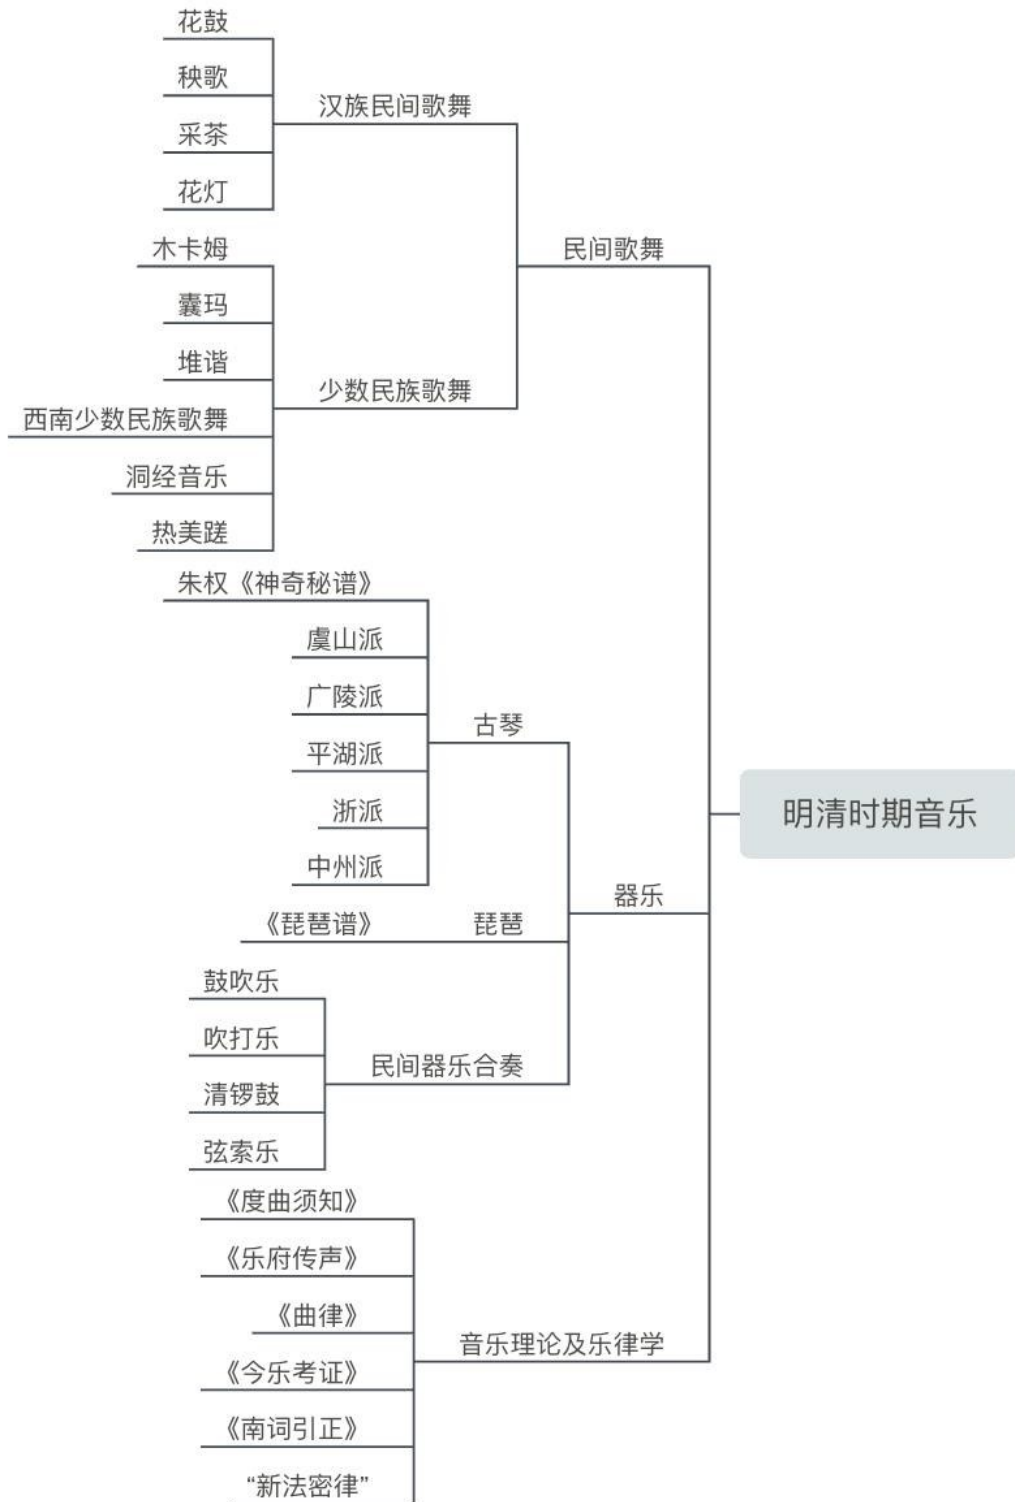 花鼓
秧歌
汉族民间歌舞
采茶
花灯
木卡姆
民间歌舞
囊玛
堆谐
少数民族歌舞
西南少数民族歌舞
洞经音乐
热美蹉
朱权《神奇秘谱》
虞山派
广陵派
古琴
平湖派
浙派
明清时期音乐
中州派
器乐
《琵琶谱》 琵琶
鼓吹乐
吹打乐
民间器乐合奏
清锣鼓
弦索乐
《度曲须知》
《乐府传声》
《曲律》
音乐理论及乐律学
《今乐考证》
《南词引正》
“新法密律”